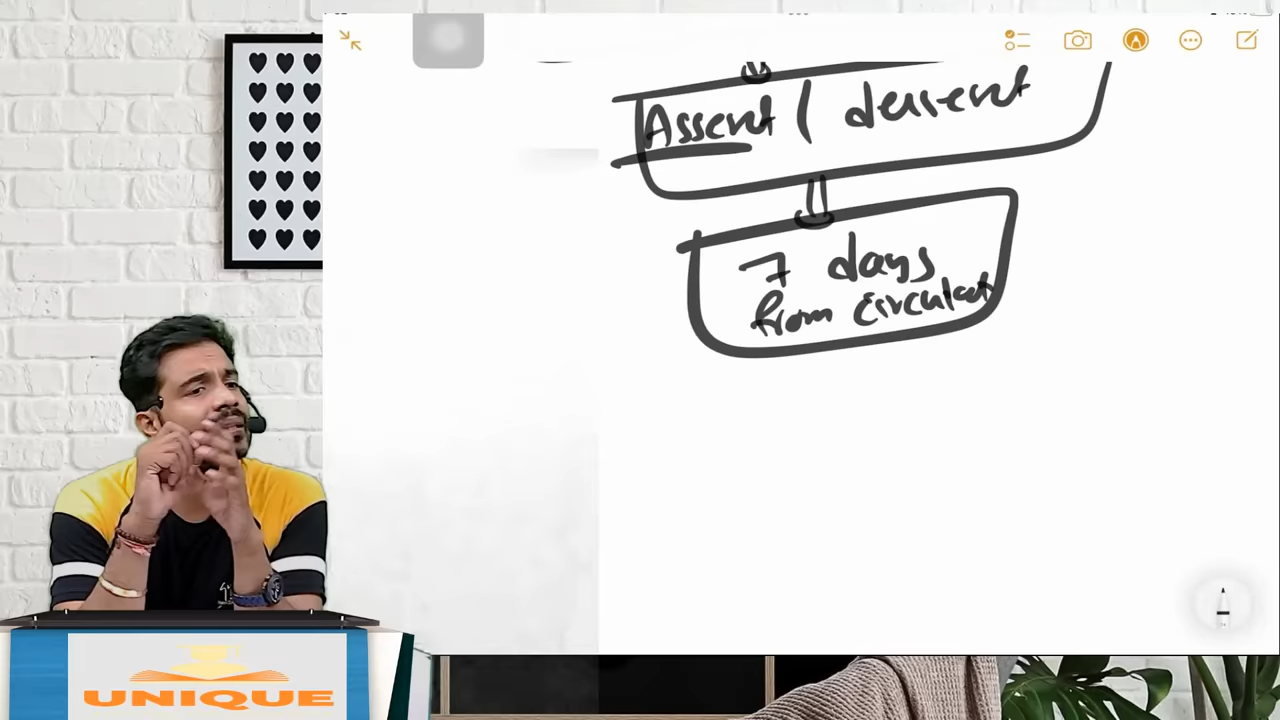 Assent / dessent
7 days
from circulat
UNIQUE